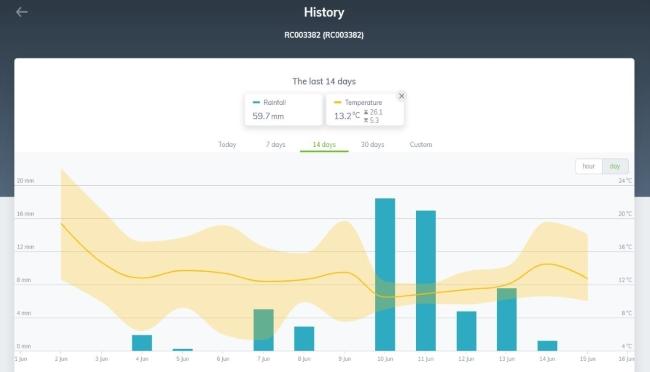 History
RC003382 (RC003382)
The last 14 days
Rainfall
59.7 mm
Temperature
13.2 °C
26.1
5.3
Today 7 days 14 days 30 days Custom
hour day
20 mm 24 °C
16 mm 20 °C
12 mm 16 °C
8 mm 12 °C
4 mm 8 °C
0 mm 4 °C
1 Jun 2 Jun 3 Jun 4 Jun 5 Jun 6 Jun 7 Jun 8 Jun 9 Jun 10 Jun 11 Jun 12 Jun 13 Jun 14 Jun 15 Jun